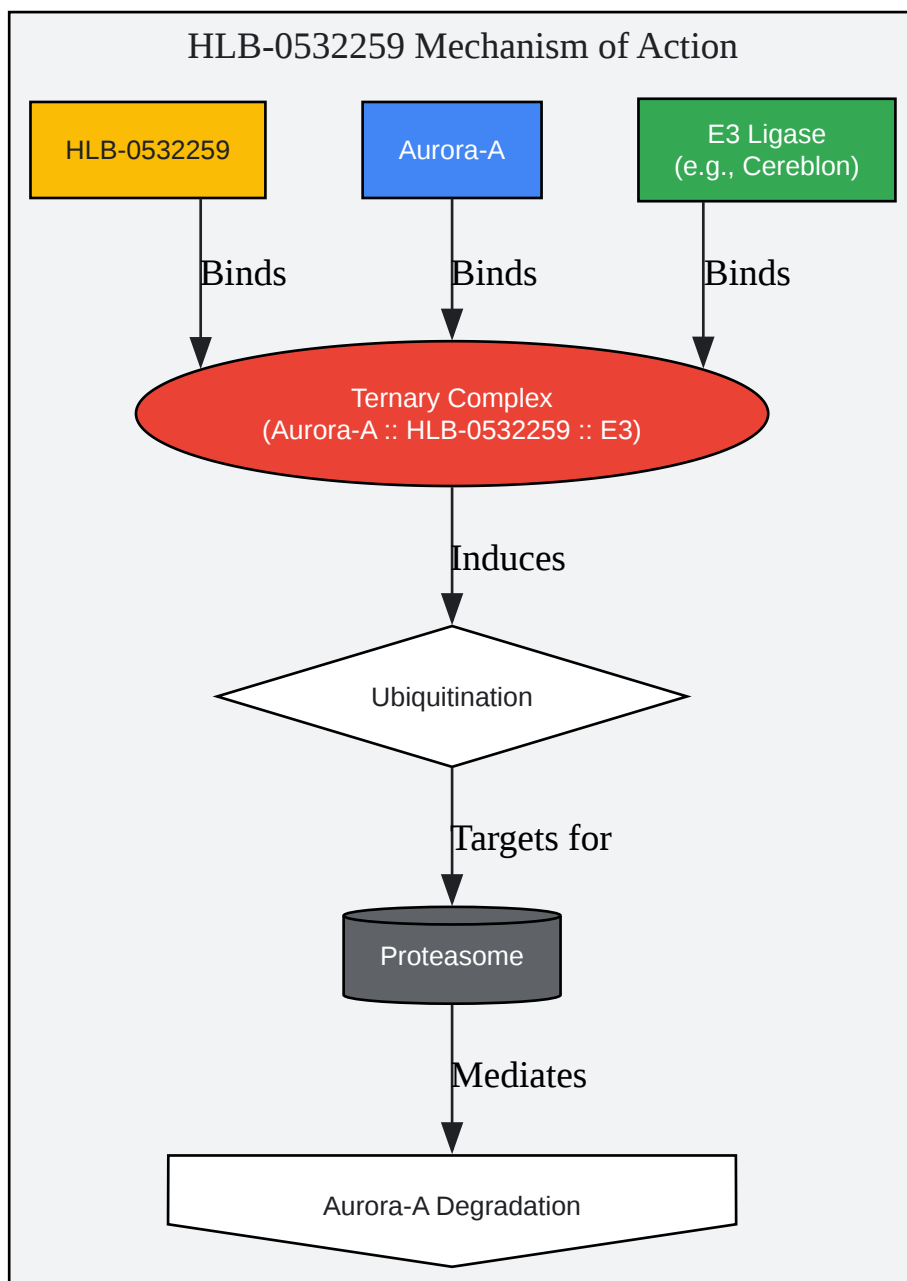 HLB-0532259 Mechanism of Action
HLB-0532259
Aurora-A
E3 Ligase
(e.g., Cereblon)
Binds
Binds
Binds
Ternary Complex
(Aurora-A :: HLB-0532259 :: E3)
Induces
Ubiquitination
Targets for
Proteasome
Mediates
Aurora-A Degradation